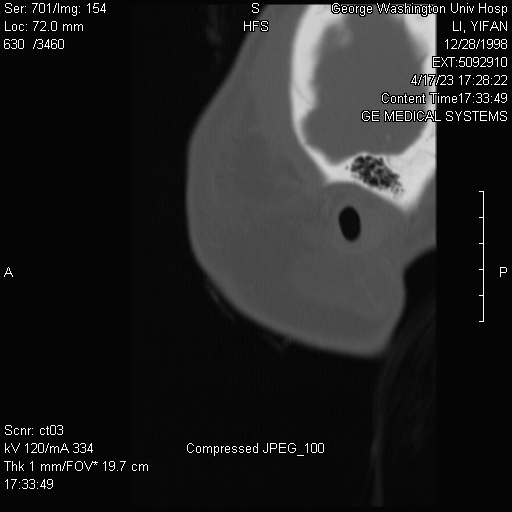 Ser: 701/Img: 154
Loc: 72.0 mm
630 /3460
S
HFS
George Washington Univ Hosp
LI, YIFAN
12/28/1998
EXT:5092910
4/17/23 17:28:22
Content Time17:33:49
GE MEDICAL SYSTEMS
A
P
Scnr: ct03
kV 120/mA 334
Thk 1 mm/FOV* 19.7 cm
17:33:49
Compressed JPEG_100